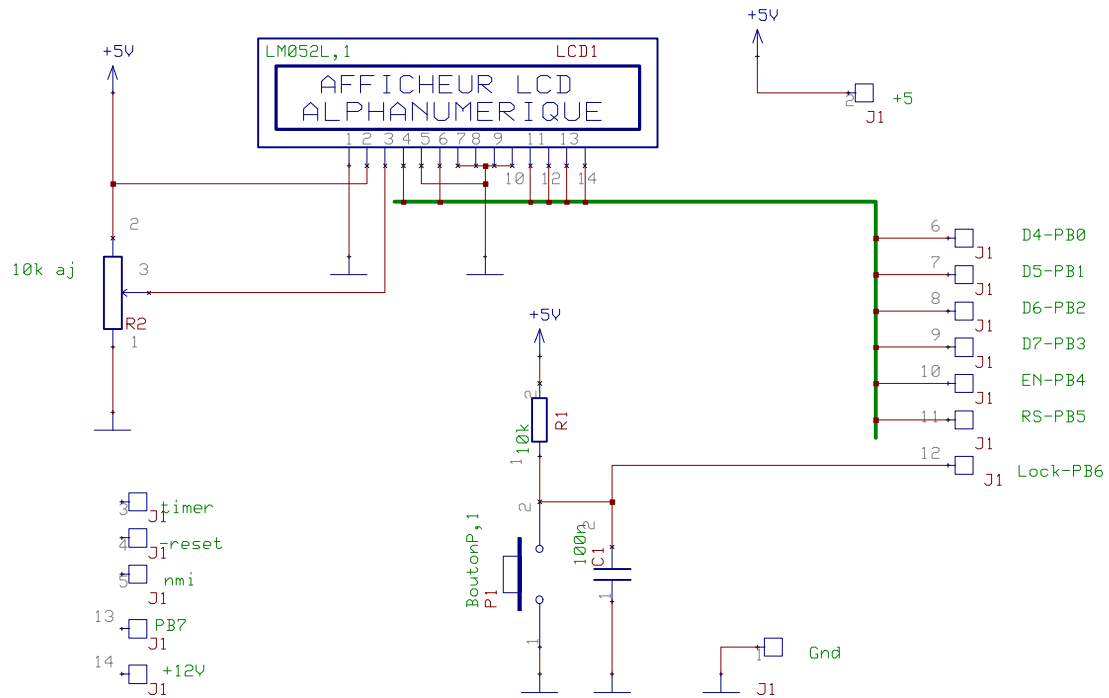 +5V
+5V
LM052L,1 LCD1
AFFICHEUR LCD
ALPHANUMERIQUE
2 +5
J1
1 2 3 4 5 6 7 8 9 11 13
10 12 14
2
10k aj 3
R2
1
6 D4-PB0
J1
7 D5-PB1
J1
8 D6-PB2
J1
9 D7-PB3
J1
10 EN-PB4
J1
11 RS-PB5
J1
12 Lock-PB6
J1
+5V
2
10k R1
1
2
BoutonP,1
P1
1
2
100n
C1
1
3 timer
J1
4 -reset
J1
5 nmi
J1
13 PB7
J1
14 +12V
J1
1 Gnd
J1